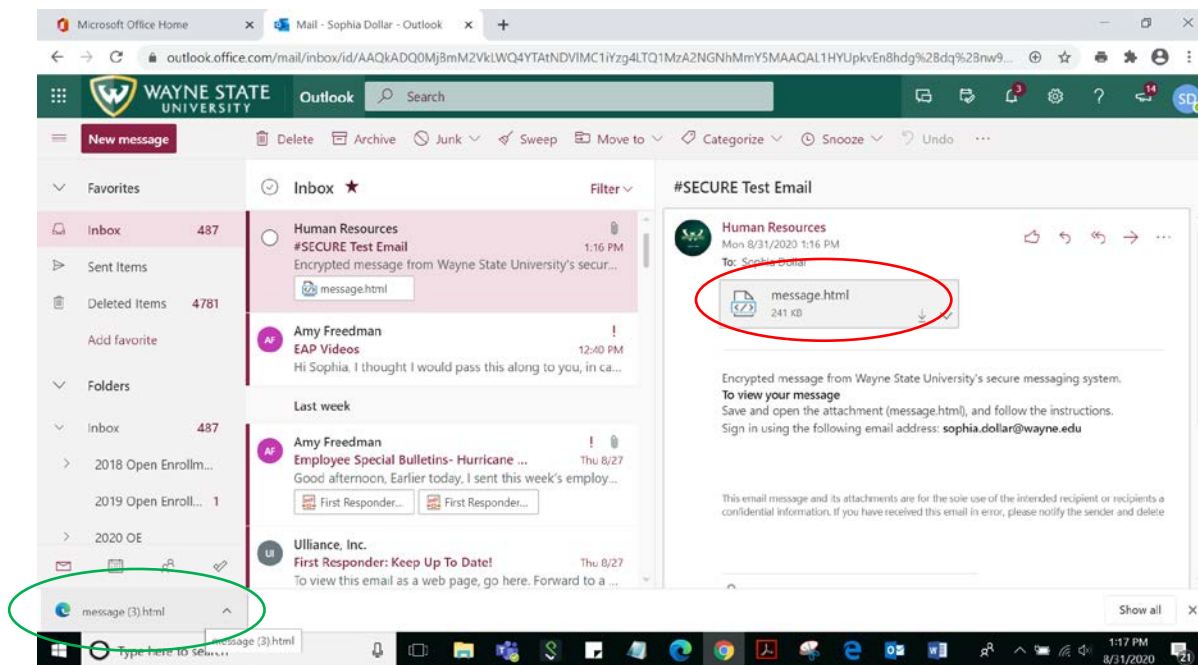 Microsoft Office Home
Mail - Sophia Dollar - Outlook
outlook.office.com/mail/inbox/id/
WAYNE STATE
UNIVERSITY
Outlook
Search
3
14
SD
New message
Delete
Archive
Junk
Sweep
Move to
Categorize
Snooze
Undo
Favorites
Inbox 487
Sent Items
Deleted Items 4781
Add favorite
Folders
Inbox 487
2018 Open Enrollm...
2019 Open Enroll... 1
2020 OE
Inbox
Filter
Human Resources
#SECURE Test Email 1:16 PM
Encrypted message from Wayne State University's secur...
message.html
AF
Amy Freedman !
EAP Videos 12:40 PM
Hi Sophia, I thought I would pass this along to you, in ca...
Last week
AF
Amy Freedman !
Employee Special Bulletins- Hurricane ... Thu 8/27
Good afternoon, Earlier today, I sent this week's employ...
First Responder... First Responder...
UI
Ulliance, Inc.
First Responder: Keep Up To Date! Thu 8/27
To view this email as a web page, go here. Forward to a ...
#SECURE Test Email
Human Resources
Mon 8/31/2020 1:16 PM
To: Sophia Dollar
message.html
241 KB
Encrypted message from Wayne State University's secure messaging system.
To view your message
Save and open the attachment (message.html), and follow the instructions.
Sign in using the following email address: sophia.dollar@wayne.edu
This email message and its attachments are for the sole use of the intended recipient or recipients a
confidential information. If you have received this email in error, please notify the sender and delete
message (3).html
Show all
message (3).html
Type here to search
1:17 PM
8/31/2020
21